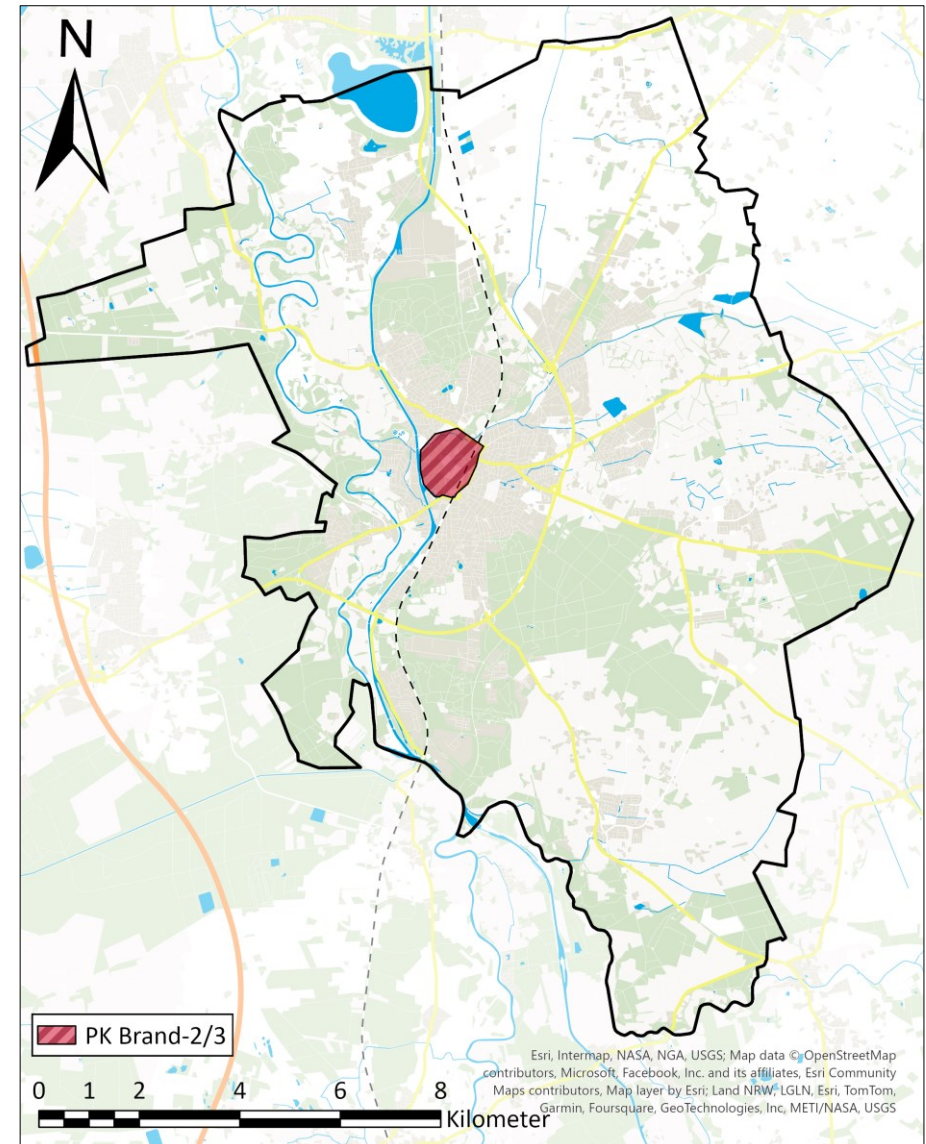 N
PK Brand-2/3
0 1 2 4 6 8
Kilometer
Esri, Intermap, NASA, NGA, USGS; Map data © OpenStreetMap
contributors, Microsoft, Facebook, Inc. and its affiliates, Esri Community
Maps contributors, Map layer by Esri; Land NRW, LGLN, Esri, TomTom,
Garmin, Foursquare, GeoTechnologies, Inc, METI/NASA, USGS